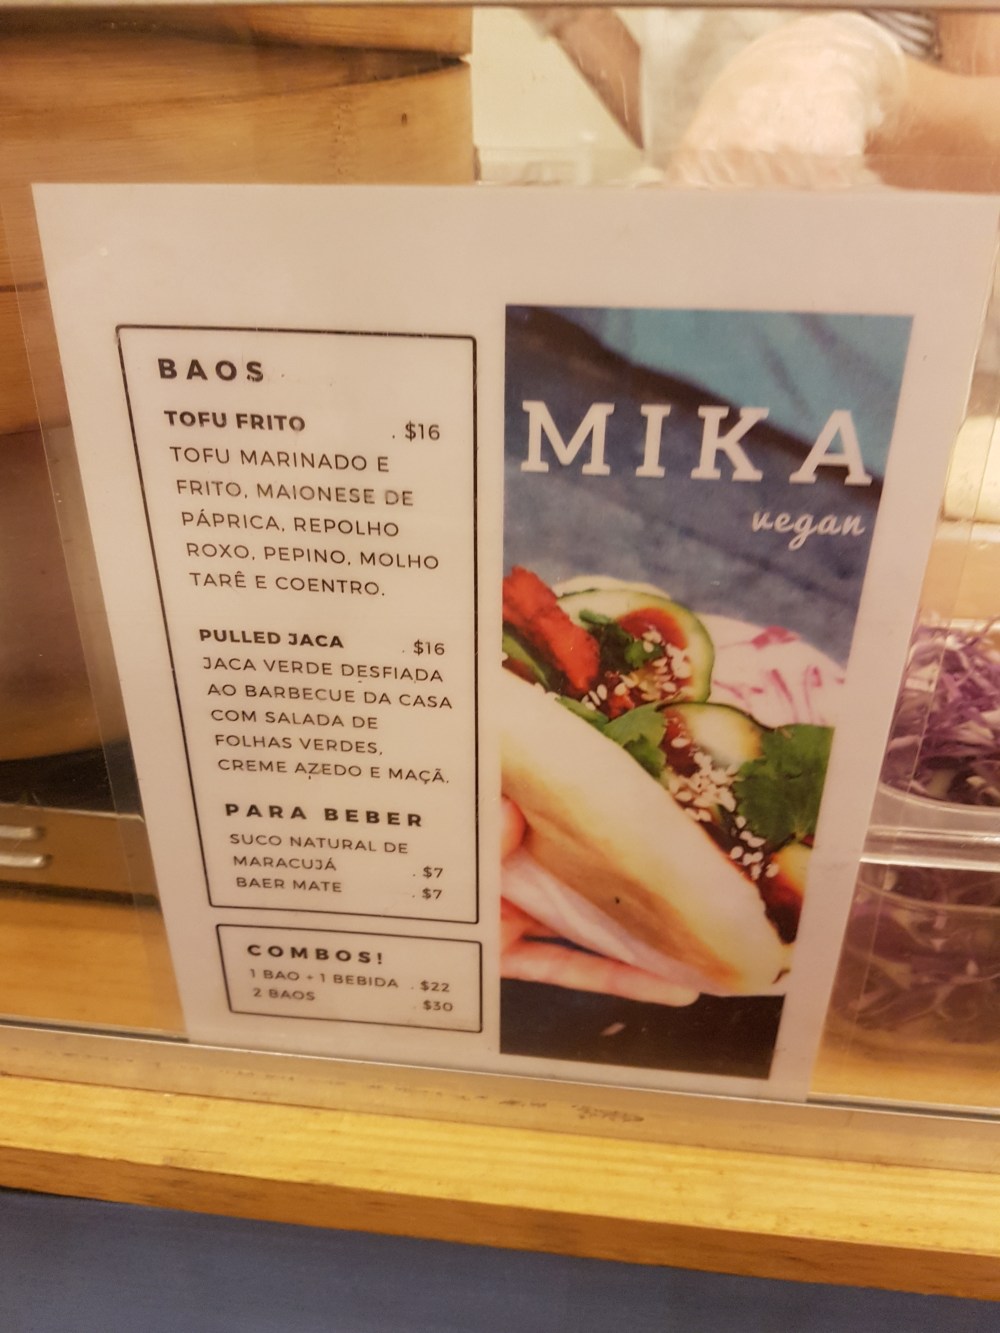 BAOS
TOFU FRITO . $16
TOFU MARINADO E
FRITO, MAIONESE DE
PÁPRICA, REPOLHO
ROXO, PEPINO, MOLHO
TARÊ E COENTRO.
PULLED JACA . $16
JACA VERDE DESFIADA
AO BARBECUE DA CASA
COM SALADA DE
FOLHAS VERDES,
CREME AZEDO E MAÇÃ.
PARA BEBER
SUCO NATURAL DE
MARACUJÁ . $7
BAER MATE . $7
COMBOS!
1 BAO + 1 BEBIDA . $22
2 BAOS . $30
MIKA
vegan